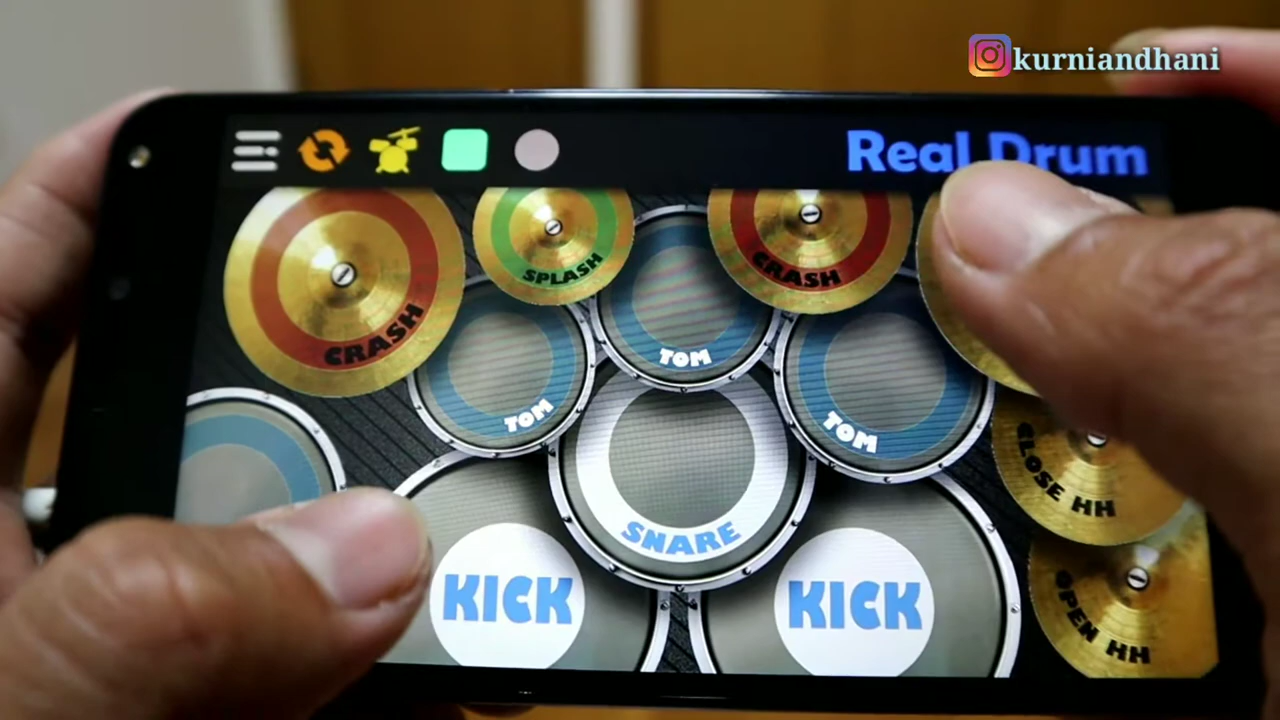 kurniandhani
Real Drum
CRASH
SPLASH
CRASH
TOM
TOM
TOM
CLOSE HH
SNARE
KICK
KICK
OPEN HH